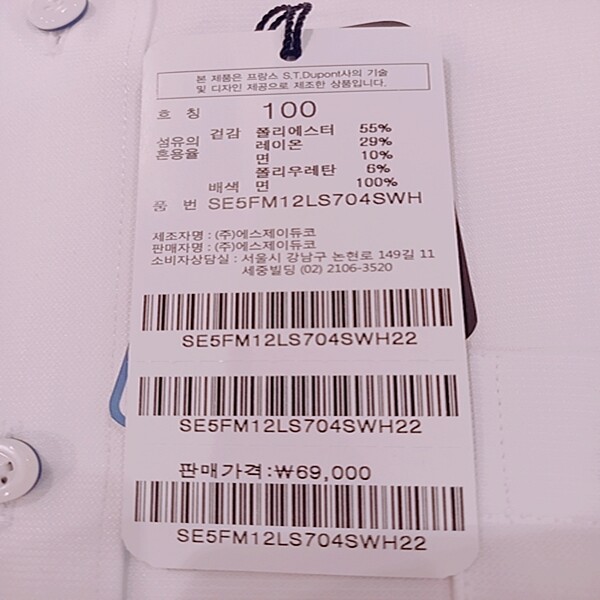 본 제품은 프랑스 S.T.Dupont사의 기술
및 디자인 제공으로 제조한 상품입니다.
호 칭 100
섬유의 혼용율 겉감 폴리에스터 55%
레이온 29%
면 10%
폴리우레탄 6%
배색 면 100%
품 번 SE5FM12LS704SWH
제조자명 : (주)에스제이듀코
판매자명 : (주)에스제이듀코
소비자상담실 : 서울시 강남구 논현로 149길 11
세중빌딩 (02) 2106-3520
SE5FM12LS704SWH22
SE5FM12LS704SWH22
판매가격:₩69,000
SE5FM12LS704SWH22